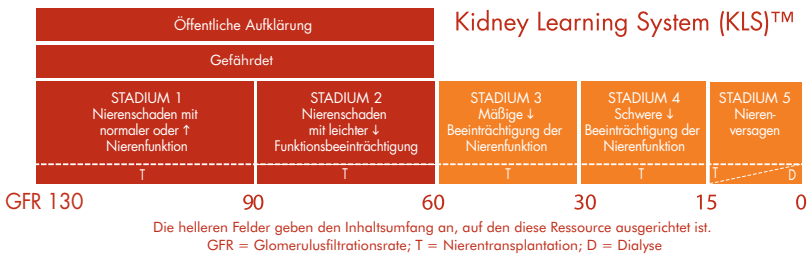 Kidney Learning System (KLS)™
Öffentliche Aufklärung
Gefährdet
STADIUM 1
Nierenschaden mit
normaler oder ↑
Nierenfunktion
STADIUM 2
Nierenschaden
mit leichter ↓
Funktionsbeeinträchtigung
STADIUM 3
Mäßige ↓
Beeinträchtigung der
Nierenfunktion
STADIUM 4
Schwere ↓
Beeinträchtigung der
Nierenfunktion
STADIUM 5
Nieren-
versagen
T
T
T
T
T
D
GFR 130
90
60
30
15
0
Die helleren Felder geben den Inhaltsumfang an, auf den diese Ressource ausgerichtet ist.
GFR = Glomerulusfiltrationsrate; T = Nierentransplantation; D = Dialyse